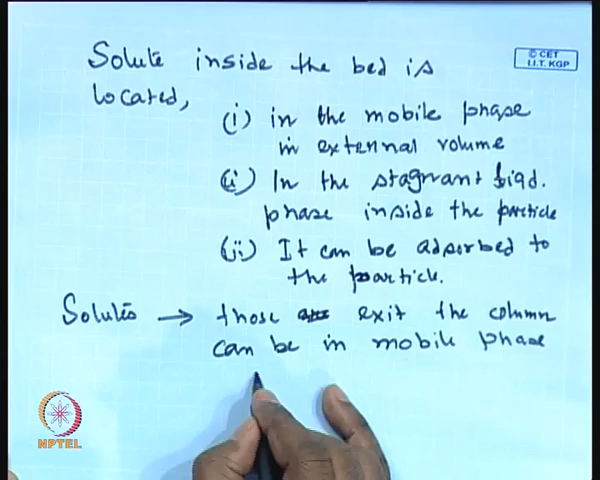 Solute inside the bed is
© CET
I.I.T. KGP
located,
(i) in the mobile phase
in external volume
(ii) In the stagnant liqd.
phase inside the particle
(iii) It can be adsorbed to
the particle.
Solutes → those exit the column
can be in mobile phase
NPTEL